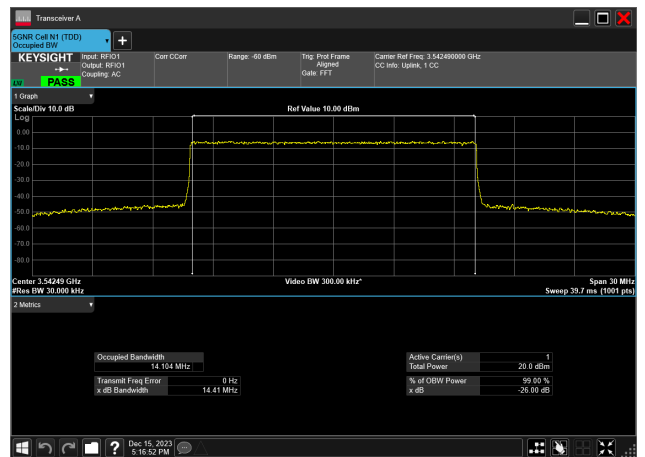 Transceiver A
5GNR Cell N1 (TDD)
Occupied BW
KEYSIGHT
Input: RFIO1
Output: RFIO1
Coupling: AC
Corr CCorr
Range: -60 dBm
Trig: Prot Frame
Aligned
Gate: FFT
Carrier Ref Freq: 3.542490000 GHz
CC Info: Uplink, 1 CC
PASS
1 Graph
Scale/Div 10.0 dB
Ref Value 10.00 dBm
Log
0.00
-10.0
-20.0
-30.0
-40.0
-50.0
-60.0
-70.0
-80.0
Center 3.54249 GHz
Video BW 300.00 kHz*
Span 30 MHz
#Res BW 30.000 kHz
Sweep 39.7 ms (1001 pts)
2 Metrics
Occupied Bandwidth
14.104 MHz
Active Carrier(s) 1
Total Power 20.0 dBm
Transmit Freq Error 0 Hz
x dB Bandwidth 14.41 MHz
% of OBW Power 99.00 %
x dB -26.00 dB
Dec 15, 2023
5:16:52 PM